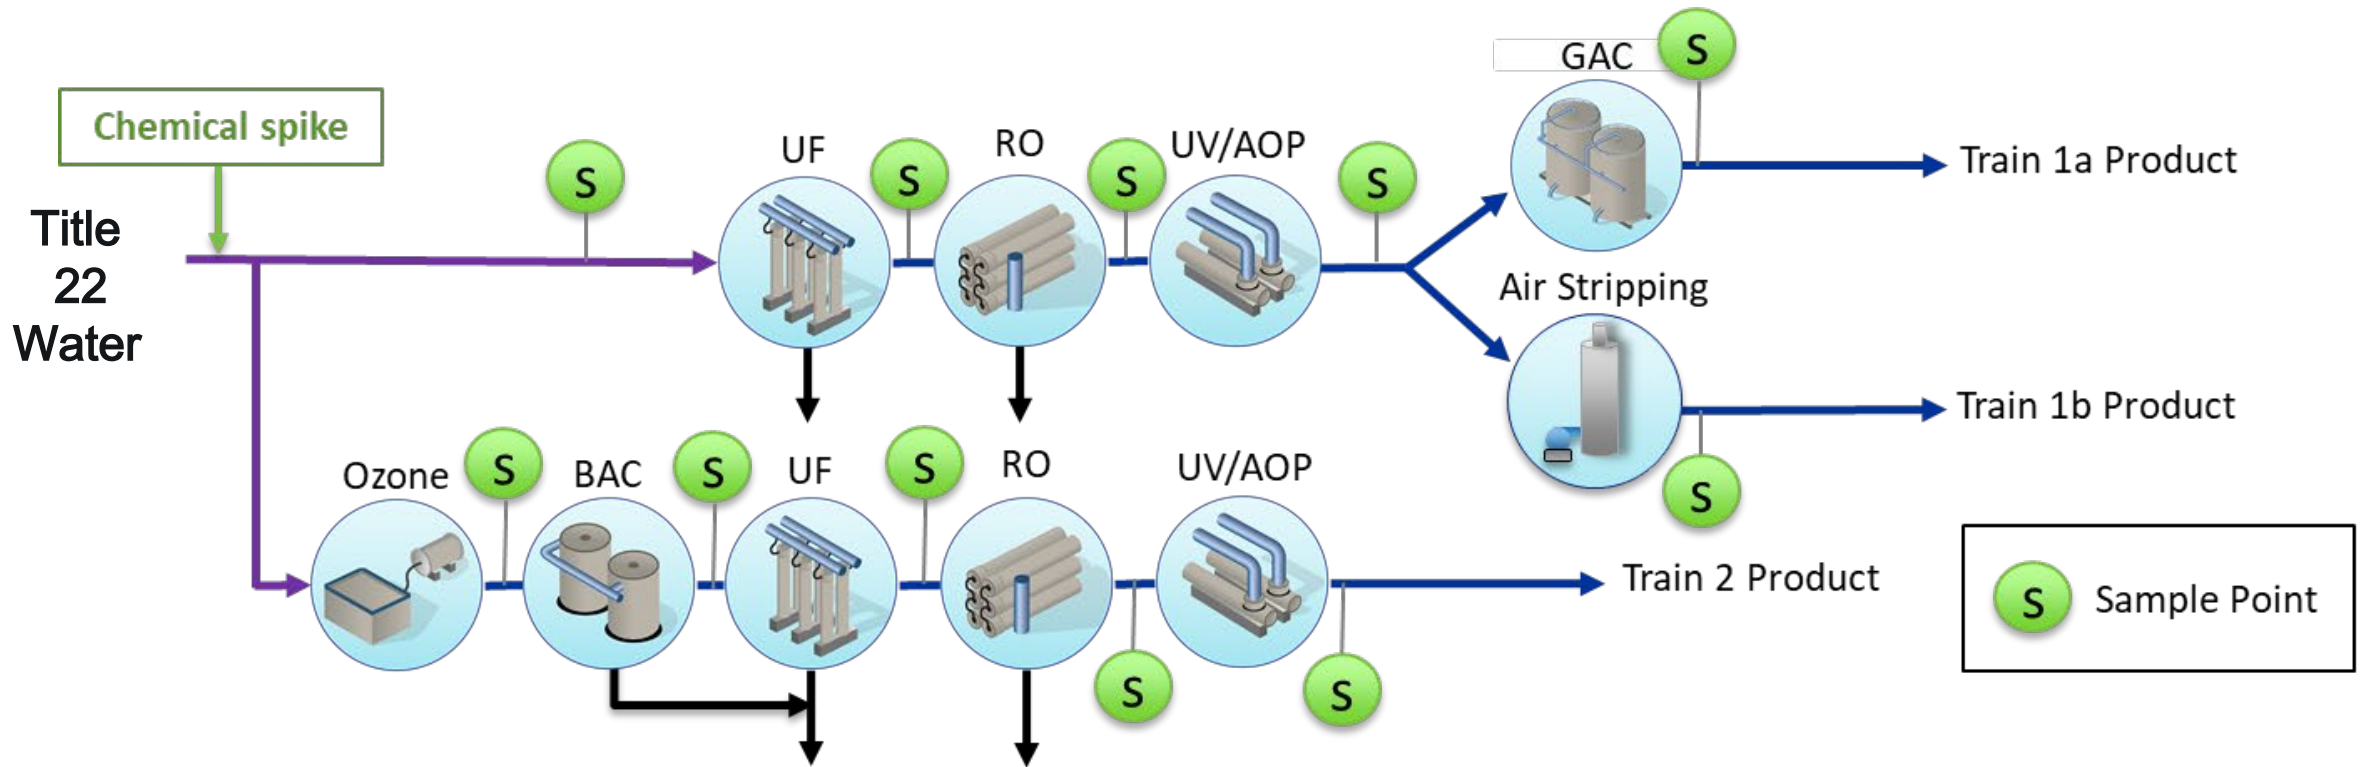 Chemical spike
Title
22
Water
S
UF
S
RO
S
UV/AOP
S
GAC
S
Train 1a Product
Air Stripping
Train 1b Product
S
Ozone
S
BAC
S
UF
S
RO
S
UV/AOP
S
Train 2 Product
S
Sample Point